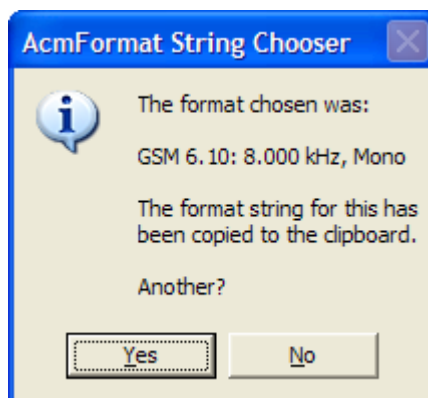 AcmFormat String Chooser
The format chosen was:
GSM 6.10: 8.000 kHz, Mono
The format string for this has
been copied to the clipboard.
Another?
Yes No